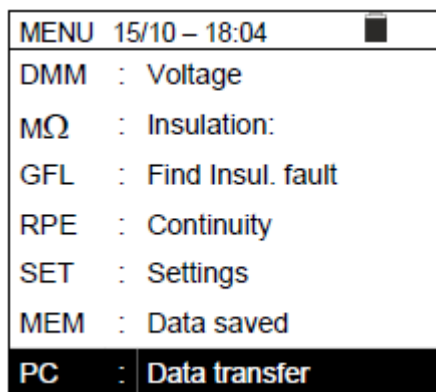 MENU 15/10 – 18:04
DMM : Voltage
MΩ : Insulation:
GFL : Find Insul. fault
RPE : Continuity
SET : Settings
MEM : Data saved
PC : Data transfer